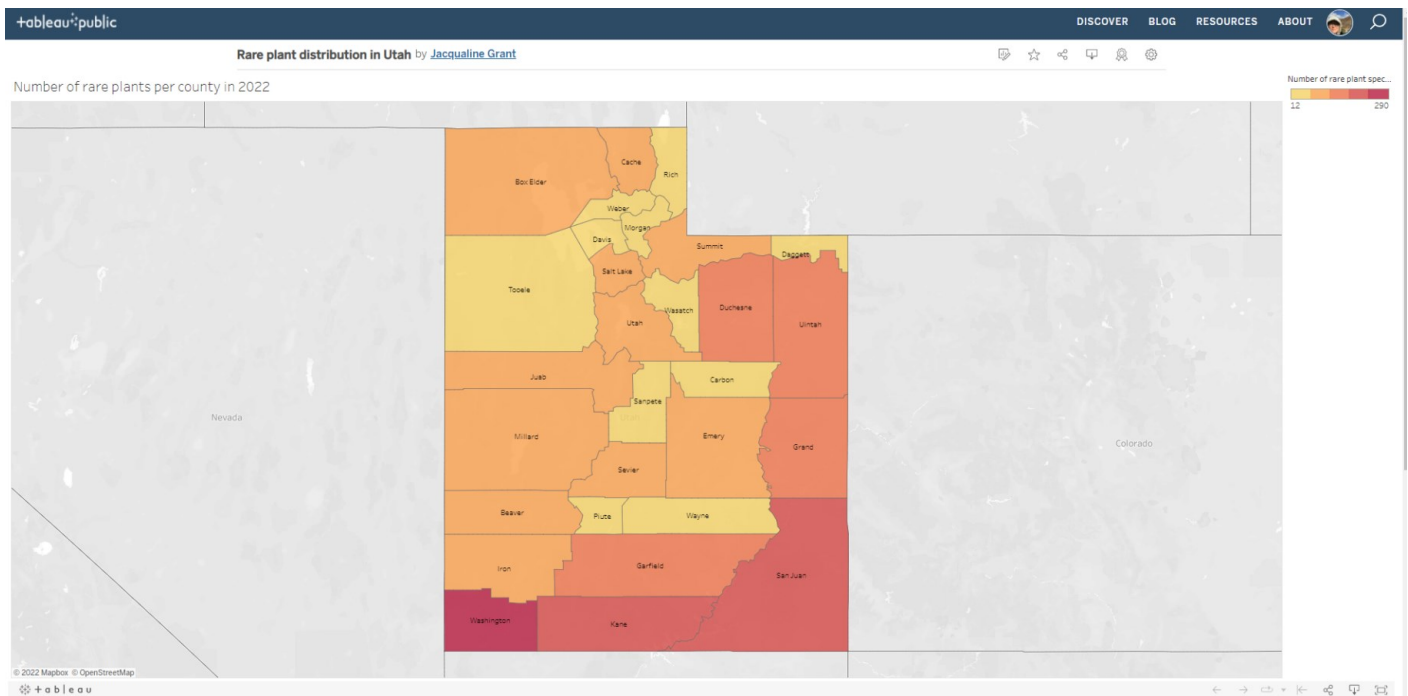 +ableau public
DISCOVER BLOG RESOURCES ABOUT
Rare plant distribution in Utah by Jacqualine Grant
Number of rare plants per county in 2022
Number of rare plant spec...
12 290
Cache
Box Elder
Rich
Weber
Morgan
Davis
Summit
Daggett
Salt Lake
Tooele
Wasatch
Duchesne
Uintah
Utah
Juab
Carbon
Sanpete
Nevada
Millard
Emery
Grand
Colorado
Sevier
Beaver
Piute
Wayne
Iron
Garfield
San Juan
Washington
Kane
© 2022 Mapbox © OpenStreetMap
+ableau